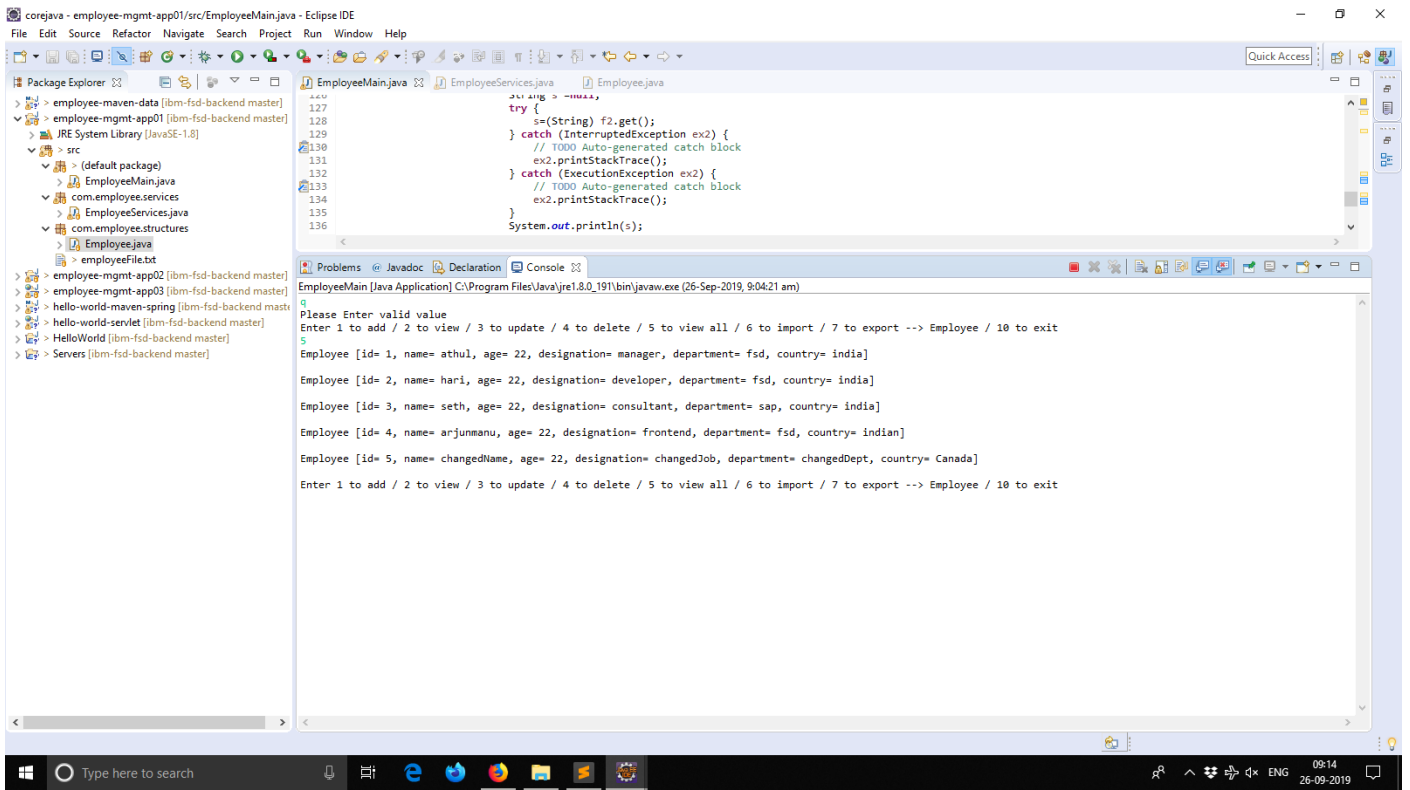 corejava - employee-mgmt-app01/src/EmployeeMain.java - Eclipse IDE
File Edit Source Refactor Navigate Search Project Run Window Help
Quick Access
Package Explorer
> employee-maven-data [ibm-fsd-backend master]
> employee-mgmt-app01 [ibm-fsd-backend master]
JRE System Library [JavaSE-1.8]
> src
> (default package)
> EmployeeMain.java
com.employee.services
> EmployeeServices.java
com.employee.structures
> Employee.java
> employeeFile.txt
> employee-mgmt-app02 [ibm-fsd-backend master]
> employee-mgmt-app03 [ibm-fsd-backend master]
> hello-world-maven-spring [ibm-fsd-backend maste
> hello-world-servlet [ibm-fsd-backend master]
> HelloWorld [ibm-fsd-backend master]
> Servers [ibm-fsd-backend master]
EmployeeMain.java EmployeeServices.java Employee.java
126 String s =null;
127 try {
128 s=(String) f2.get();
129 } catch (InterruptedException ex2) {
130 // TODO Auto-generated catch block
131 ex2.printStackTrace();
132 } catch (ExecutionException ex2) {
133 // TODO Auto-generated catch block
134 ex2.printStackTrace();
135 }
136 System.out.println(s);
Problems @ Javadoc Declaration Console
EmployeeMain [Java Application] C:\Program Files\Java\jre1.8.0_191\bin\javaw.exe (26-Sep-2019, 9:04:21 am)
q
Please Enter valid value
Enter 1 to add / 2 to view / 3 to update / 4 to delete / 5 to view all / 6 to import / 7 to export --> Employee / 10 to exit
5
Employee [id= 1, name= athul, age= 22, designation= manager, department= fsd, country= india]
Employee [id= 2, name= hari, age= 22, designation= developer, department= fsd, country= india]
Employee [id= 3, name= seth, age= 22, designation= consultant, department= sap, country= india]
Employee [id= 4, name= arjunmanu, age= 22, designation= frontend, department= fsd, country= indian]
Employee [id= 5, name= changedName, age= 22, designation= changedJob, department= changedDept, country= Canada]
Enter 1 to add / 2 to view / 3 to update / 4 to delete / 5 to view all / 6 to import / 7 to export --> Employee / 10 to exit
Type here to search
ENG
09:14
26-09-2019